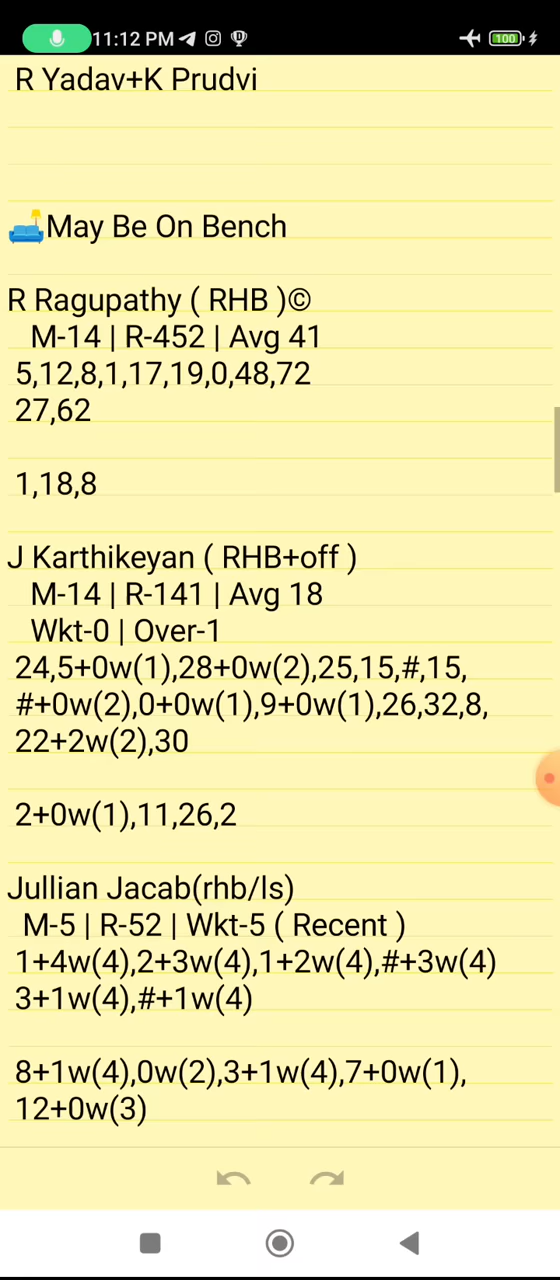 11:12 PM
100
R Yadav+K Prudvi
🛋️May Be On Bench
R Ragupathy ( RHB )©
M-14 | R-452 | Avg 41
5,12,8,1,17,19,0,48,72
27,62
1,18,8
J Karthikeyan ( RHB+off )
M-14 | R-141 | Avg 18
Wkt-0 | Over-1
24,5+0w(1),28+0w(2),25,15,#,15,
#+0w(2),0+0w(1),9+0w(1),26,32,8,
22+2w(2),30
2+0w(1),11,26,2
Jullian Jacab(rhb/ls)
M-5 | R-52 | Wkt-5 ( Recent )
1+4w(4),2+3w(4),1+2w(4),#+3w(4)
3+1w(4),#+1w(4)
8+1w(4),0w(2),3+1w(4),7+0w(1),
12+0w(3)